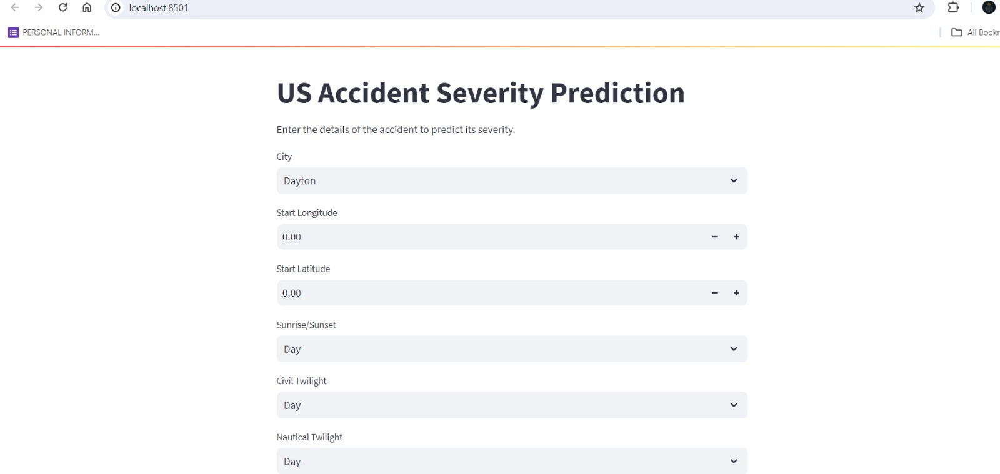 localhost:8501
PERSONAL INFORM...
All Bookr
US Accident Severity Prediction
Enter the details of the accident to predict its severity.
City
Dayton
Start Longitude
0.00
Start Latitude
0.00
Sunrise/Sunset
Day
Civil Twilight
Day
Nautical Twilight
Day